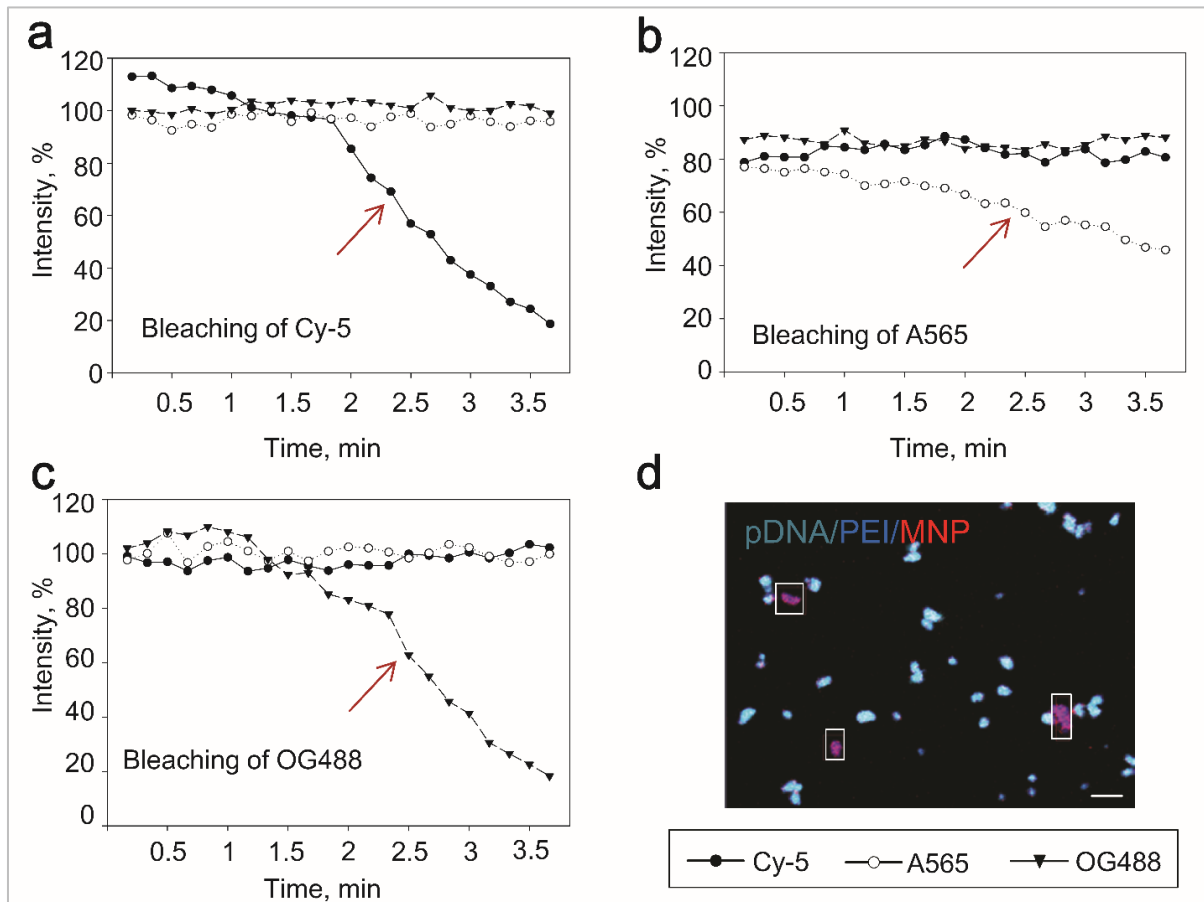 a
120
100
80
60
40
20
0
Intensity, %
Bleaching of Cy-5
0.5 1 1.5 2 2.5 3 3.5
Time, min
b
120
100
80
60
40
20
0
Intensity, %
Bleaching of A565
0.5 1 1.5 2 2.5 3 3.5
Time, min
c
120
100
80
60
40
20
0
Intensity, %
Bleaching of OG488
0.5 1 1.5 2 2.5 3 3.5
Time, min
d
pDNA/PEI/MNP
Cy-5 A565 OG488